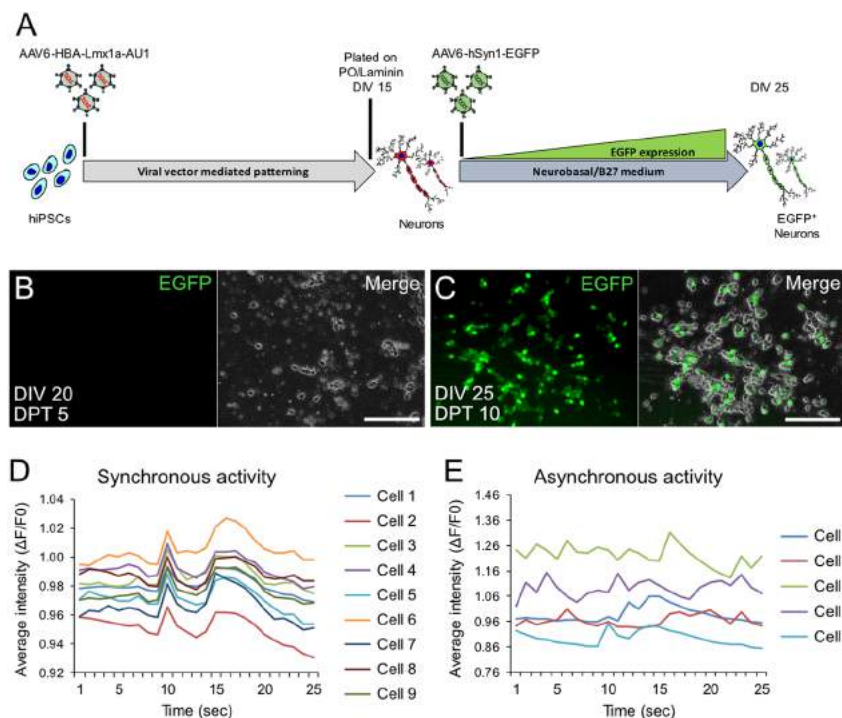 A
AAV6-HBA-Lmx1a-AU1
Plated on
PO/Laminin
DIV 15
AAV6-hSyn1-EGFP
DIV 25
EGFP expression
Viral vector mediated patterning
Neurobasal/B27 medium
hiPSCs
Neurons
EGFP⁺
Neurons
B
EGFP
Merge
DIV 20
DPT 5
C
EGFP
Merge
DIV 25
DPT 10
D
Synchronous activity
Average intensity (ΔF/F0)
1.04
1.02
1.00
0.98
0.96
0.94
0.92
1
5
10
15
20
25
Time (sec)
Cell 1
Cell 2
Cell 3
Cell 4
Cell 5
Cell 6
Cell 7
Cell 8
Cell 9
E
Asynchronous activity
Average intensity (ΔF/F0)
1.46
1.36
1.26
1.16
1.06
0.96
0.86
0.76
1
5
10
15
20
25
Time (sec)
Cell
Cell
Cell
Cell
Cell